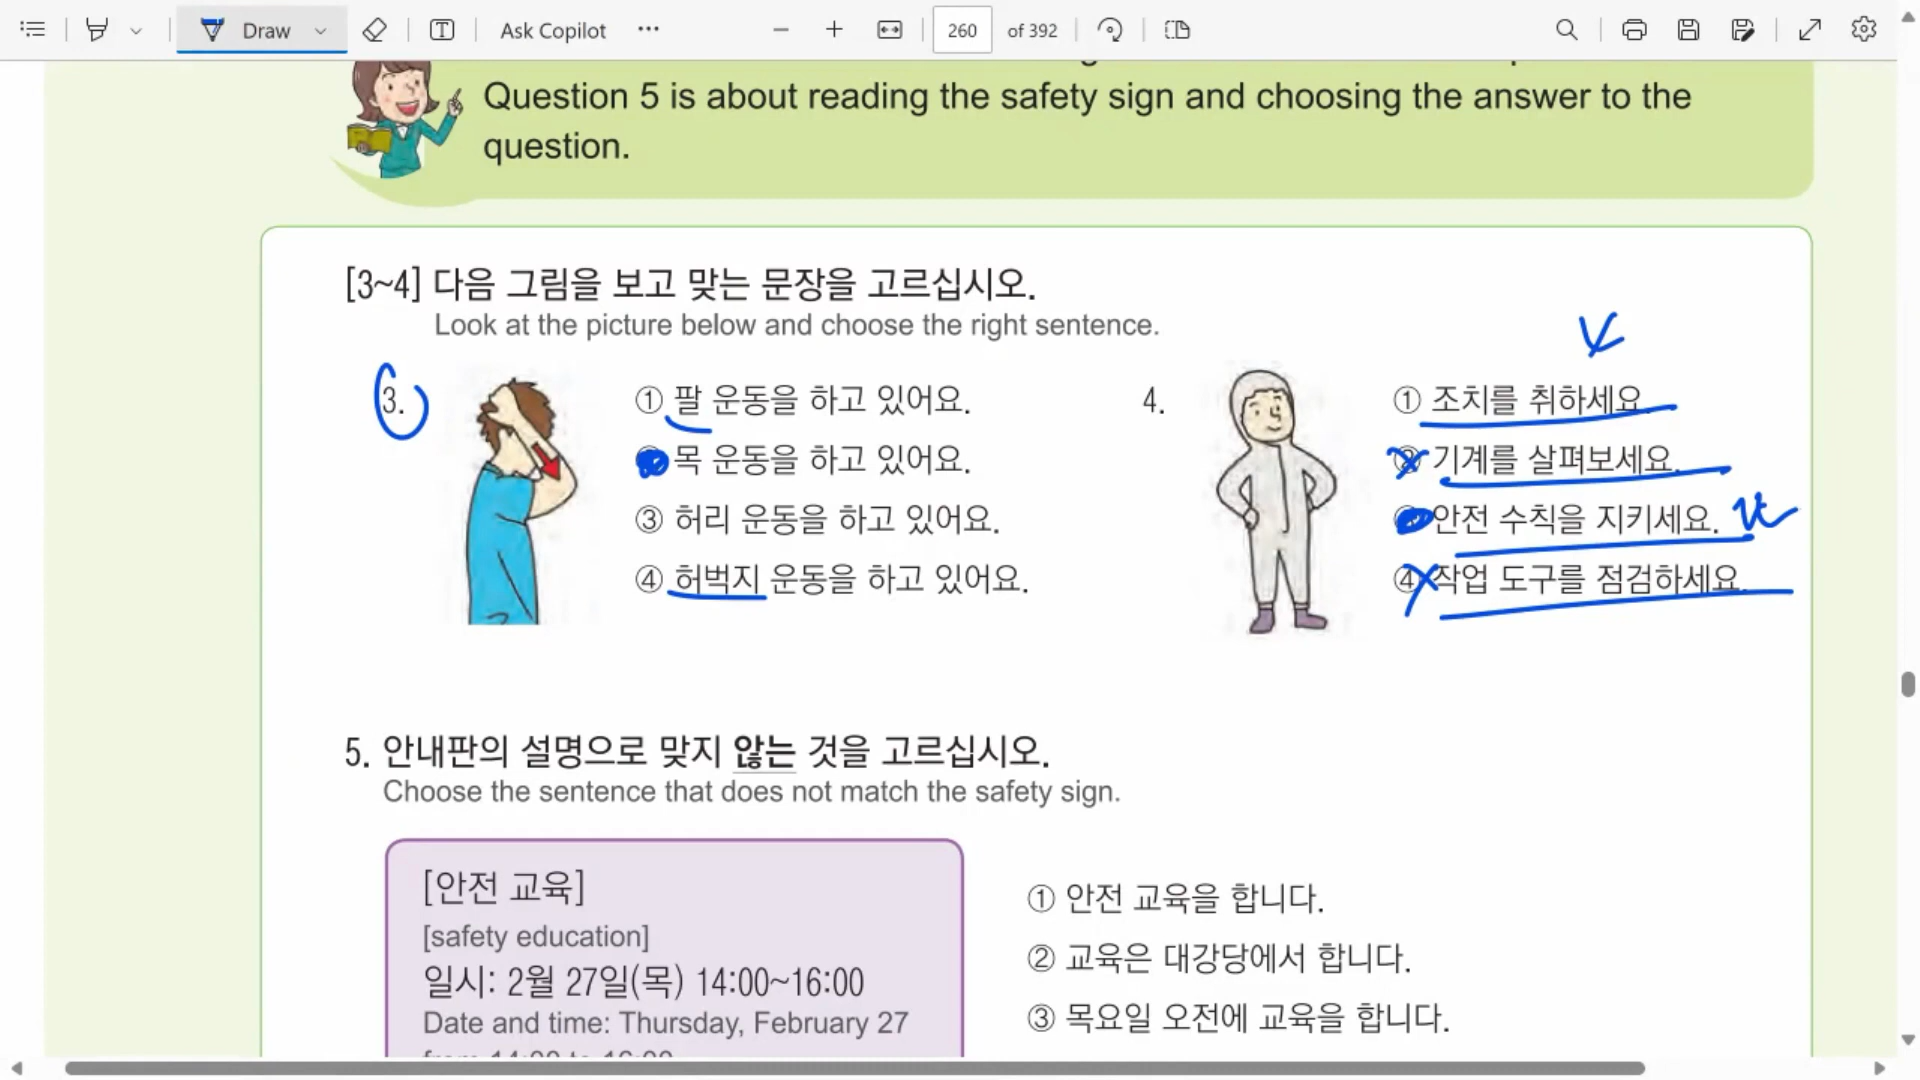 Draw
Ask Copilot
260 of 392
Question 5 is about reading the safety sign and choosing the answer to the
question.
[3~4] 다음 그림을 보고 맞는 문장을 고르십시오.
Look at the picture below and choose the right sentence.
3.
① 팔 운동을 하고 있어요.
목 운동을 하고 있어요.
③ 허리 운동을 하고 있어요.
④ 허벅지 운동을 하고 있어요.
4.
① 조치를 취하세요.
② 기계를 살펴보세요.
안전 수칙을 지키세요.
④ 작업 도구를 점검하세요.
5. 안내판의 설명으로 맞지 않는 것을 고르십시오.
Choose the sentence that does not match the safety sign.
[안전 교육]
[safety education]
일시: 2월 27일(목) 14:00~16:00
Date and time: Thursday, February 27
① 안전 교육을 합니다.
② 교육은 대강당에서 합니다.
③ 목요일 오전에 교육을 합니다.